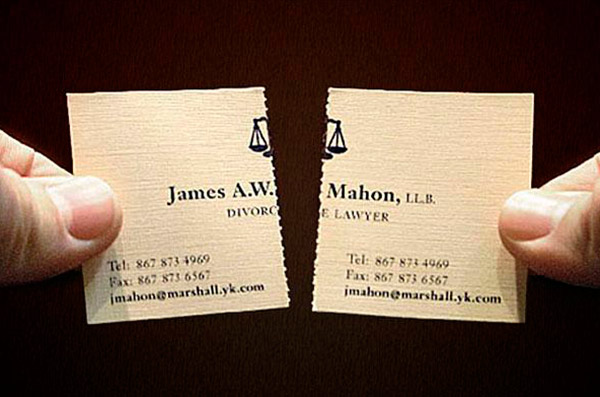 James A.W. Mahon, LL.B.
DIVORCE LAWYER
Tel: 867 873 4969
Fax: 867 873 6567
jmahon@marshall.yk.com
Tel: 867 873 4969
Fax: 867 873 6567
jmahon@marshall.yk.com